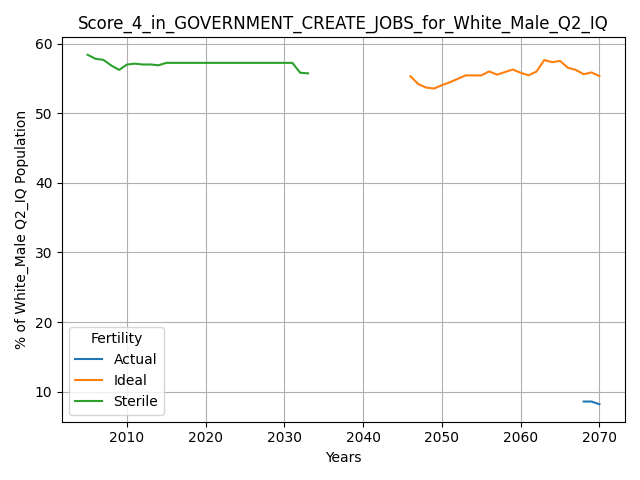 Score_4_in_GOVERNMENT_CREATE_JOBS_for_White_Male_Q2_IQ
% of White_Male Q2_IQ Population
60
50
40
30
20
10
Fertility
Actual
Ideal
Sterile
2010 2020 2030 2040 2050 2060 2070
Years